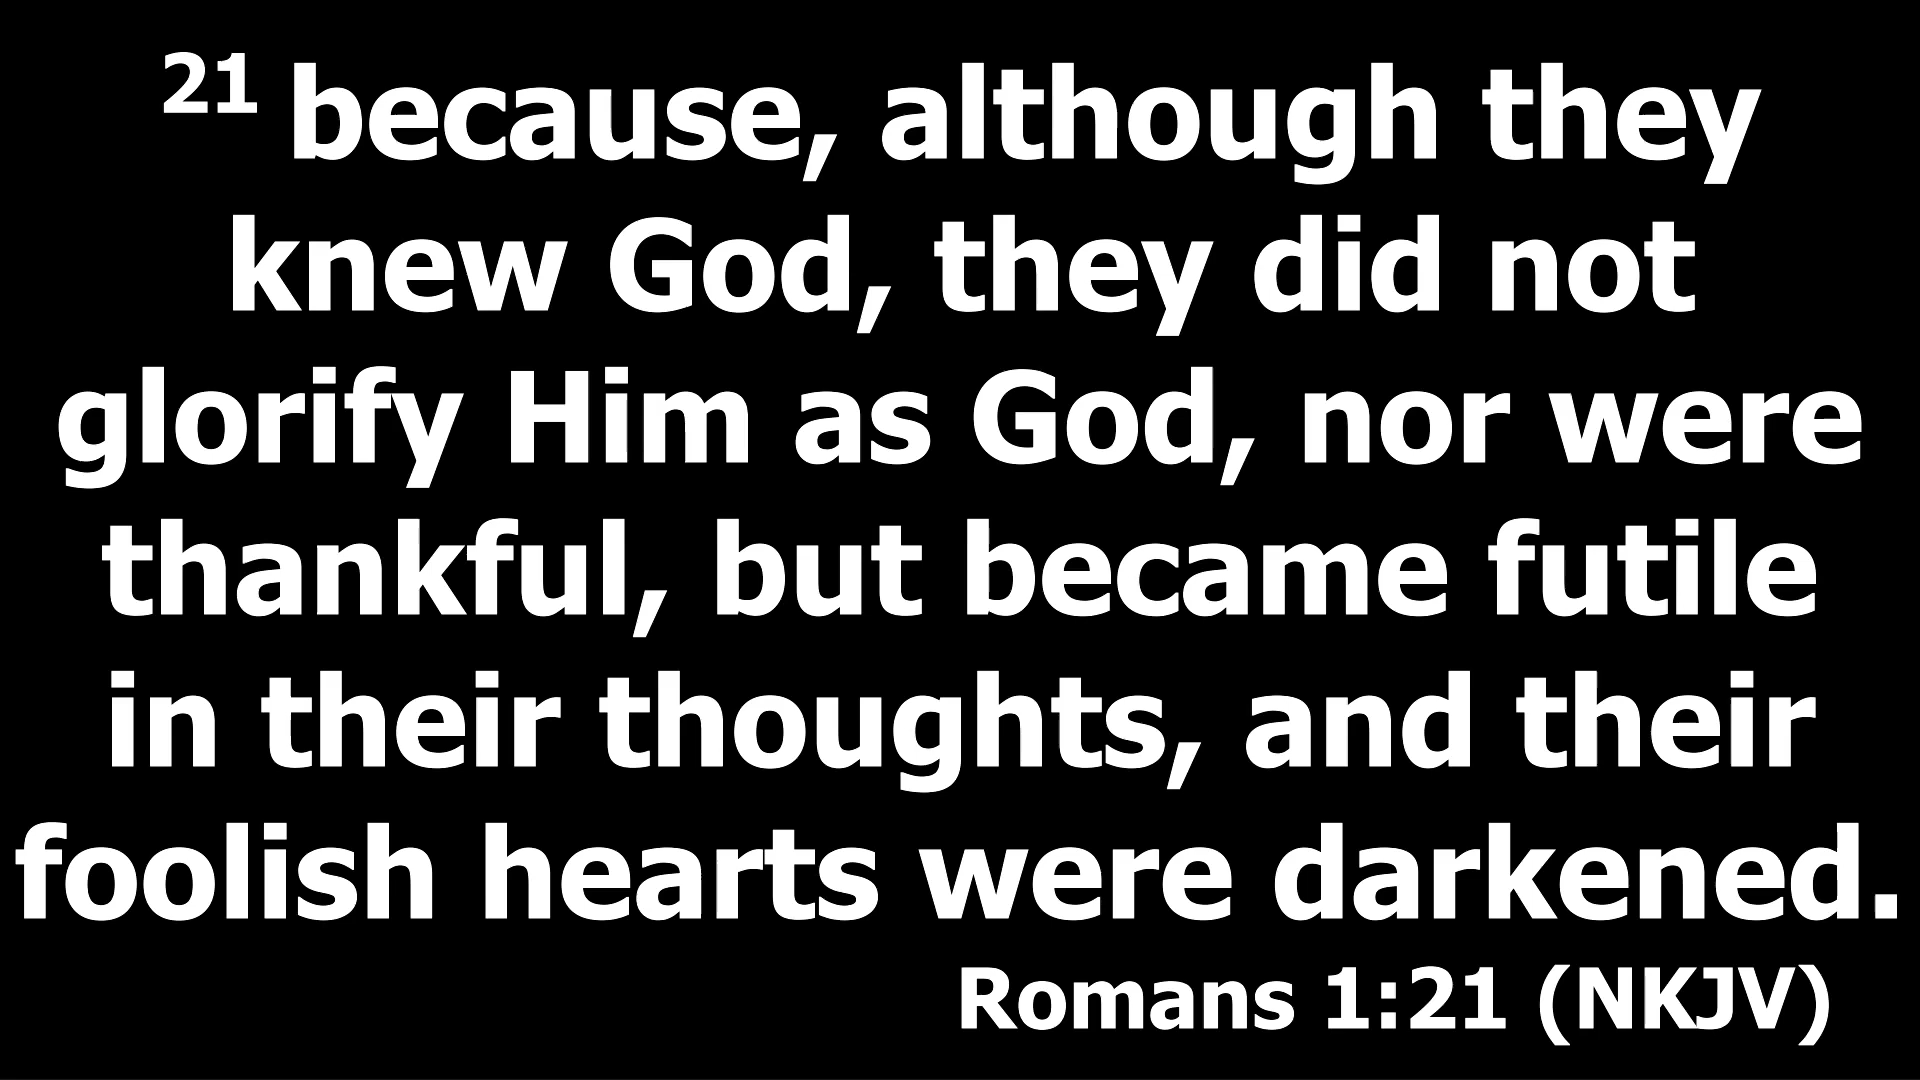 21 because, although they
knew God, they did not
glorify Him as God, nor were
thankful, but became futile
in their thoughts, and their
foolish hearts were darkened.
Romans 1:21 (NKJV)